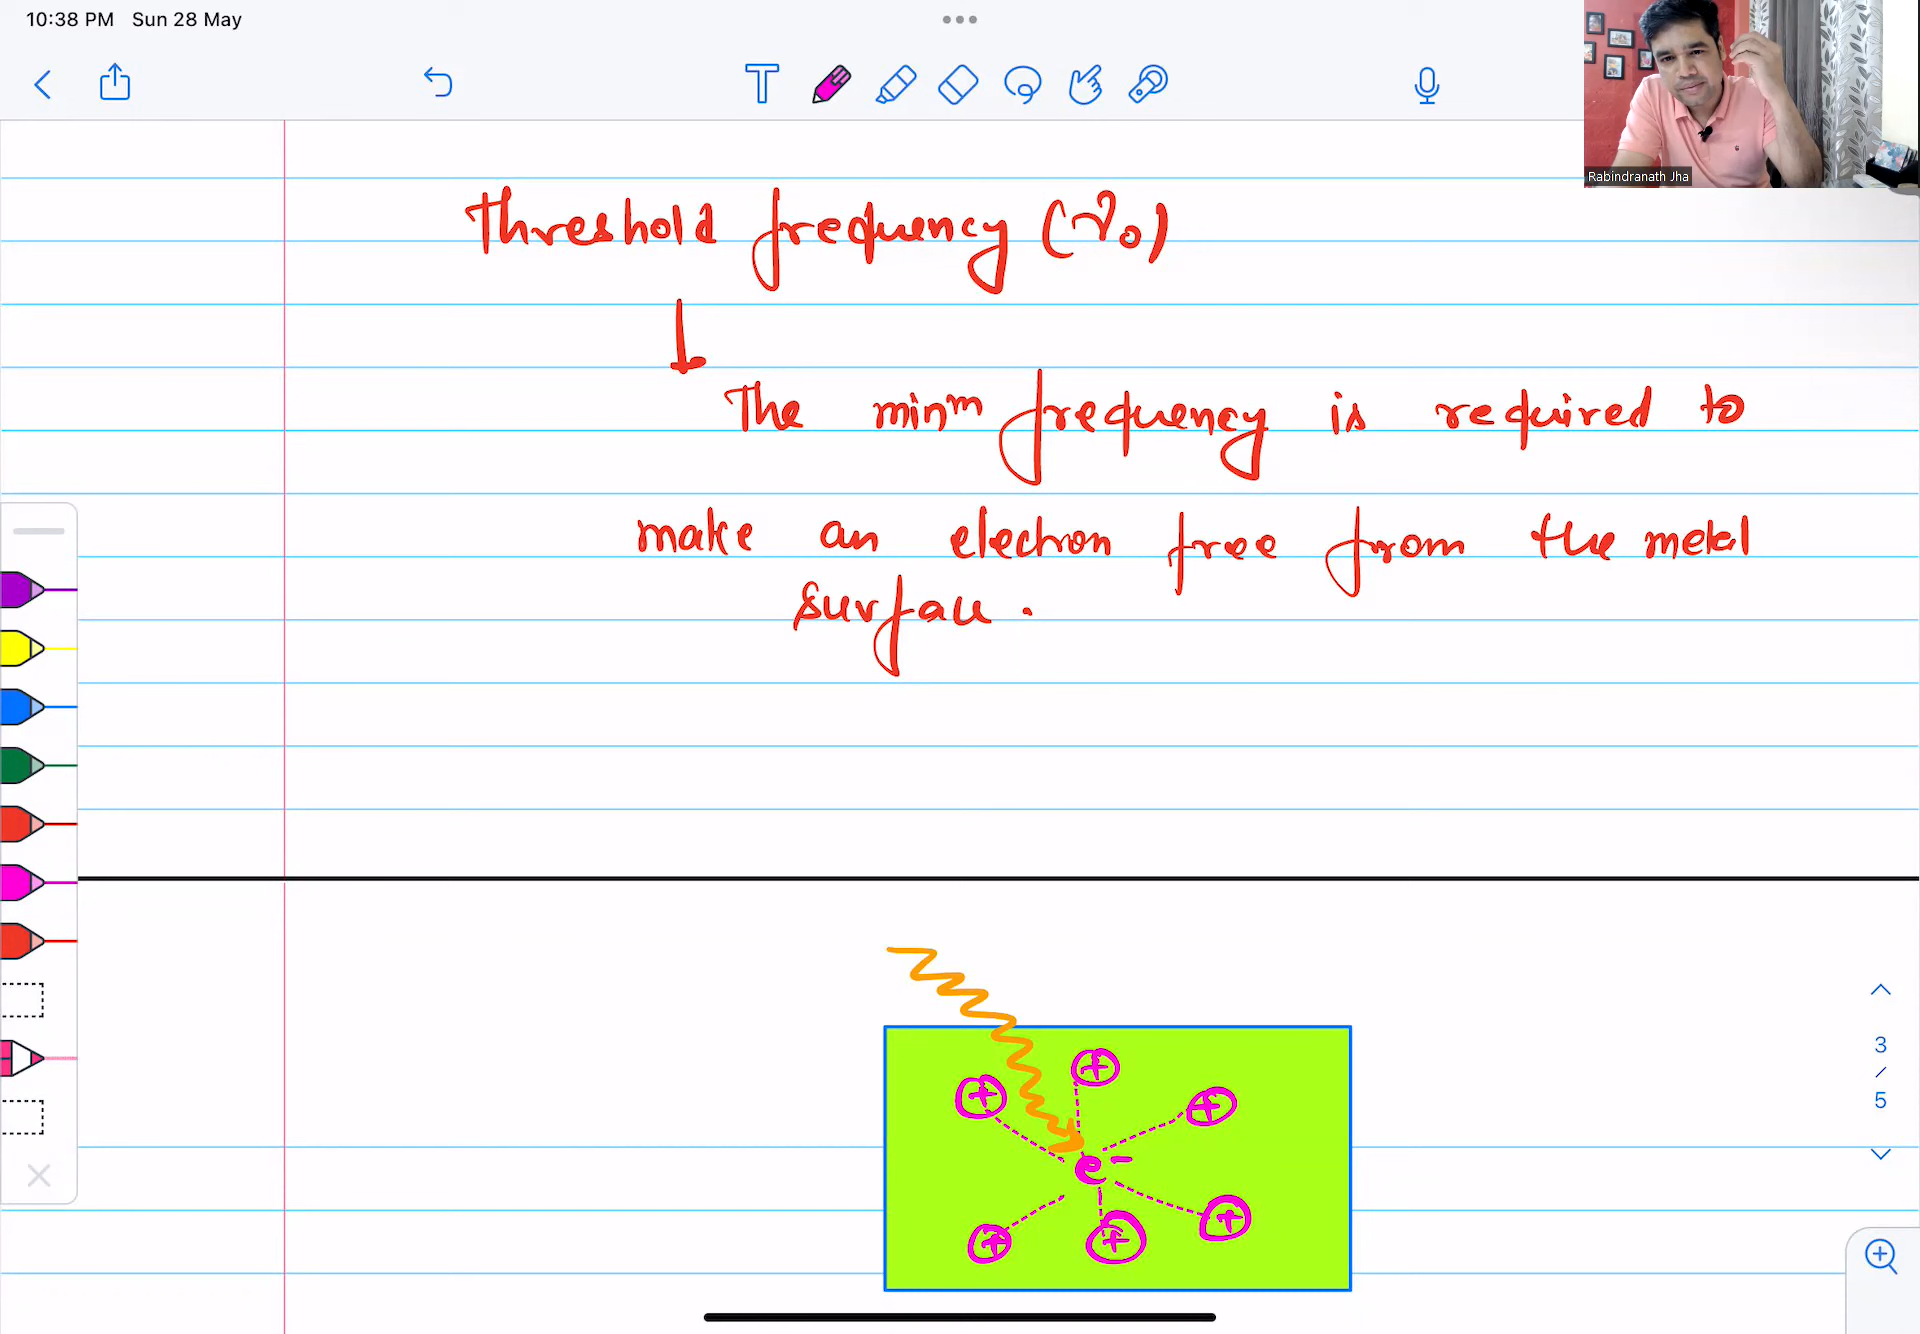 10:38 PM Sun 28 May
Rabindranath Jha
Threshold frequency (ν₀)
The minᵐ frequency is required to
make an electron free from the metal
surface.
3
/
5
+
+ +
e⁻
+
+ +